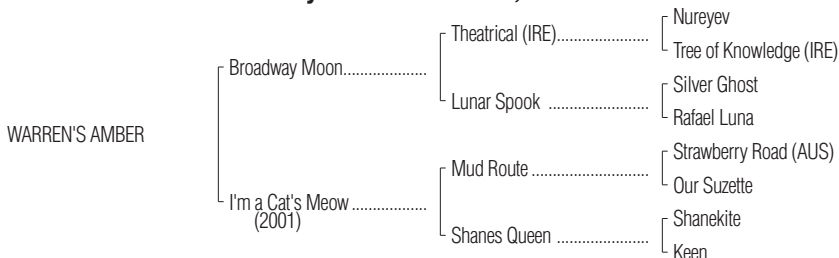 Nureyev
Theatrical (IRE)....................
Tree of Knowledge (IRE)
Broadway Moon....................
Silver Ghost
Lunar Spook ........................
Rafael Luna
WARREN'S AMBER
Strawberry Road (AUS)
Mud Route ............................
Our Suzette
I'm a Cat's Meow ..................
(2001)
Shanekite
Shanes Queen ......................
Keen